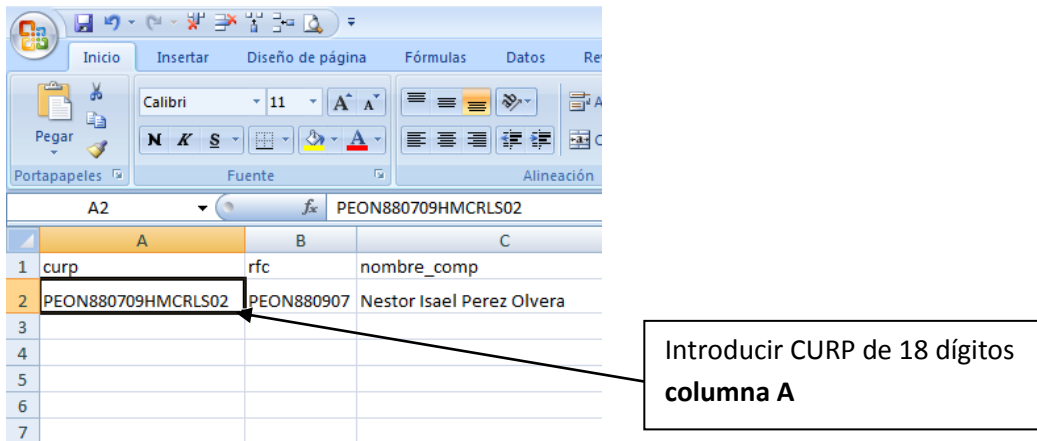 Inicio Insertar Diseño de página Fórmulas Datos Re
Calibri 11 A A
Pegar N K S A
Portapapeles Fuente Alineación
A2 fx PEON880709HMCRLS02
A B C
1 curp rfc nombre_comp
2 PEON880709HMCRLS02 PEON880907 Nestor Isael Perez Olvera
3
4
5
6
7
Introducir CURP de 18 dígitos
columna A